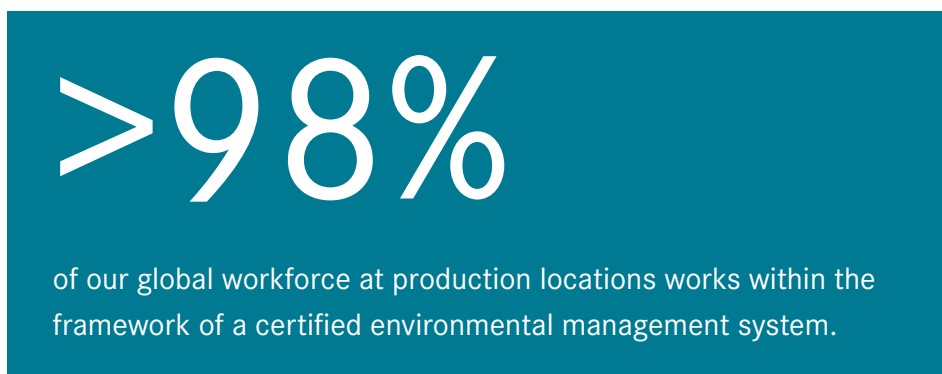 >98%
of our global workforce at production locations works within the
framework of a certified environmental management system.